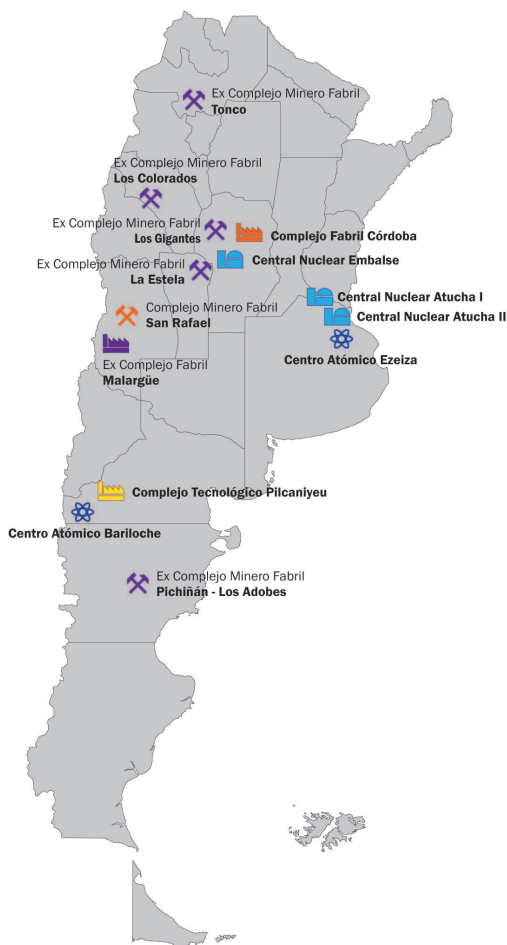 Ex Complejo Minero Fabril
Tonco
Ex Complejo Minero Fabril
Los Colorados
Ex Complejo Minero Fabril
Los Gigantes
Complejo Fabril Córdoba
Central Nuclear Embalse
Ex Complejo Minero Fabril
La Estela
Central Nuclear Atucha I
Central Nuclear Atucha II
Complejo Minero Fabril
San Rafael
Centro Atómico Ezeiza
Ex Complejo Fabril
Malargüe
Complejo Tecnológico Pilcaniyeu
Centro Atómico Bariloche
Ex Complejo Minero Fabril
Pichiñán - Los Adobes